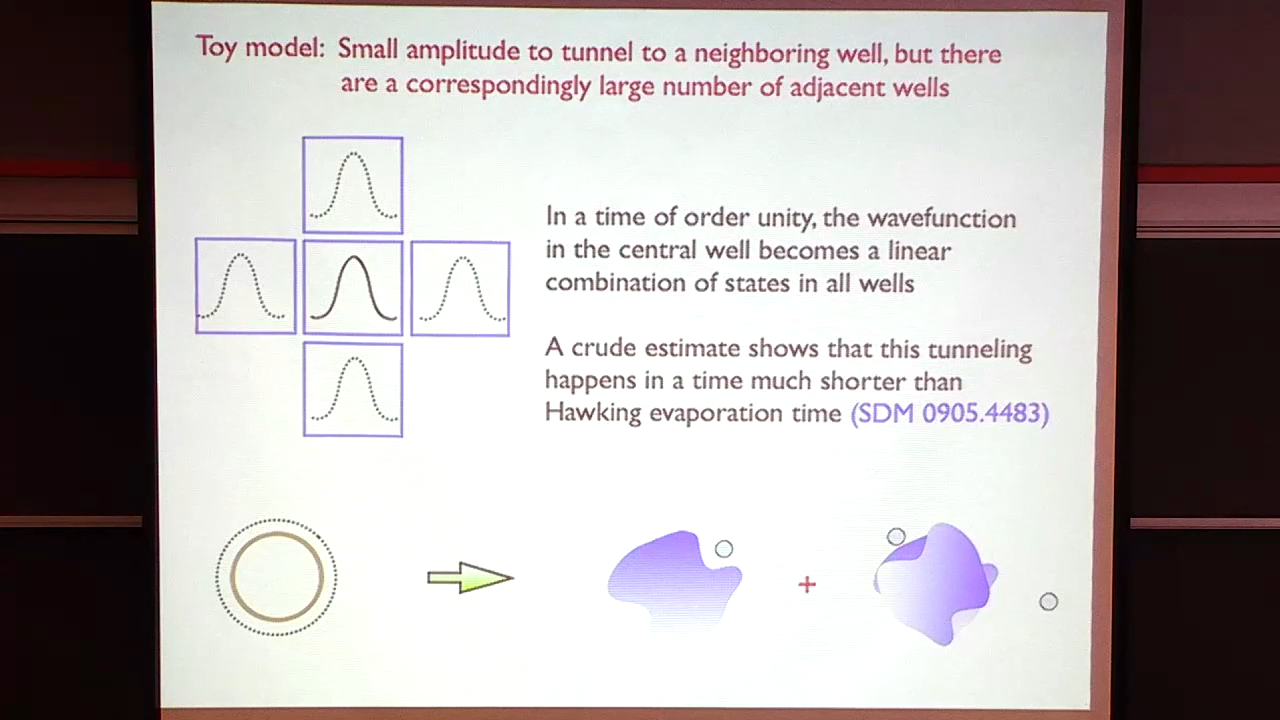 Toy model: Small amplitude to tunnel to a neighboring well, but there
are a correspondingly large number of adjacent wells
In a time of order unity, the wavefunction
in the central well becomes a linear
combination of states in all wells
A crude estimate shows that this tunneling
happens in a time much shorter than
Hawking evaporation time (SDM 0905.4483)
+